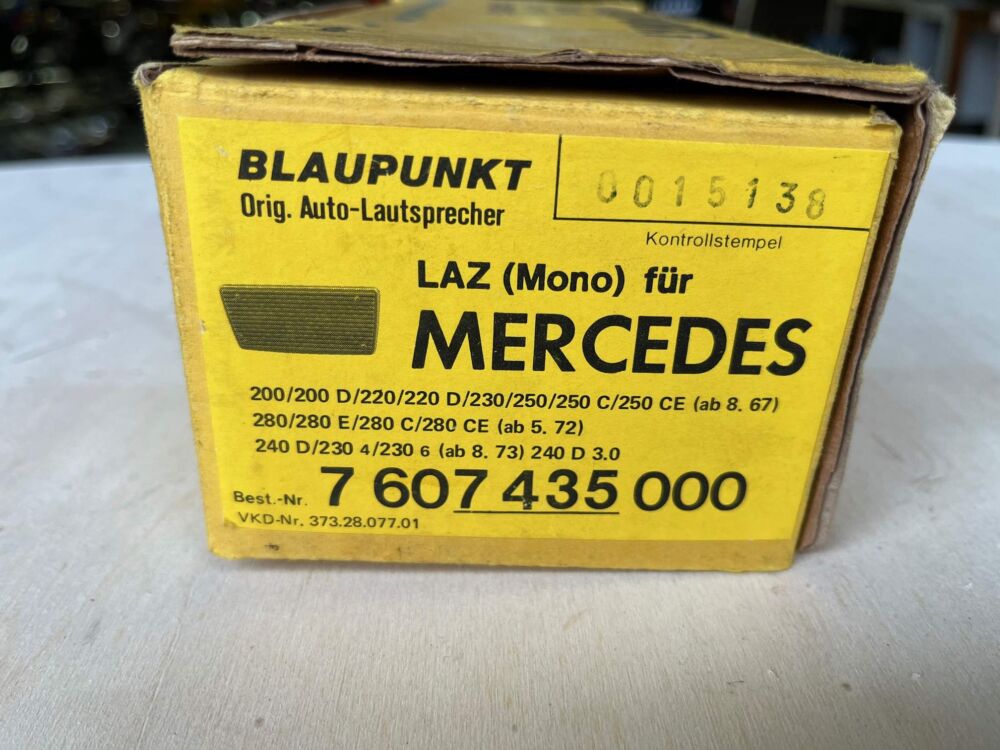 BLAUPUNKT
Orig. Auto-Lautsprecher
0015138
Kontrollstempel
LAZ (Mono) für
MERCEDES
200/200 D/220/220 D/230/250/250 C/250 CE (ab 8. 67)
280/280 E/280 C/280 CE (ab 5. 72)
240 D/230 4/230 6 (ab 8. 73) 240 D 3.0
Best.-Nr. 7 607 435 000
VKD-Nr. 373.28.077.01